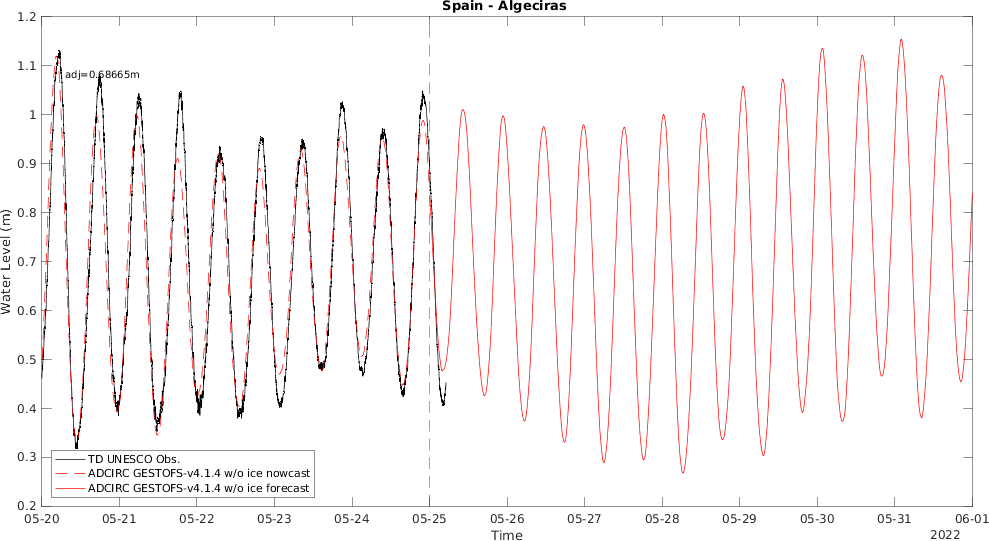 Spain - Algeciras
1.2
1.1
1
0.9
0.8
0.7
0.6
0.5
0.4
0.3
0.2
Water Level (m)
adj=0.68665m
TD UNESCO Obs.
ADCIRC GESTOFS-v4.1.4 w/o ice nowcast
ADCIRC GESTOFS-v4.1.4 w/o ice forecast
05-20 05-21 05-22 05-23 05-24 05-25 05-26 05-27 05-28 05-29 05-30 05-31 06-01
Time
2022